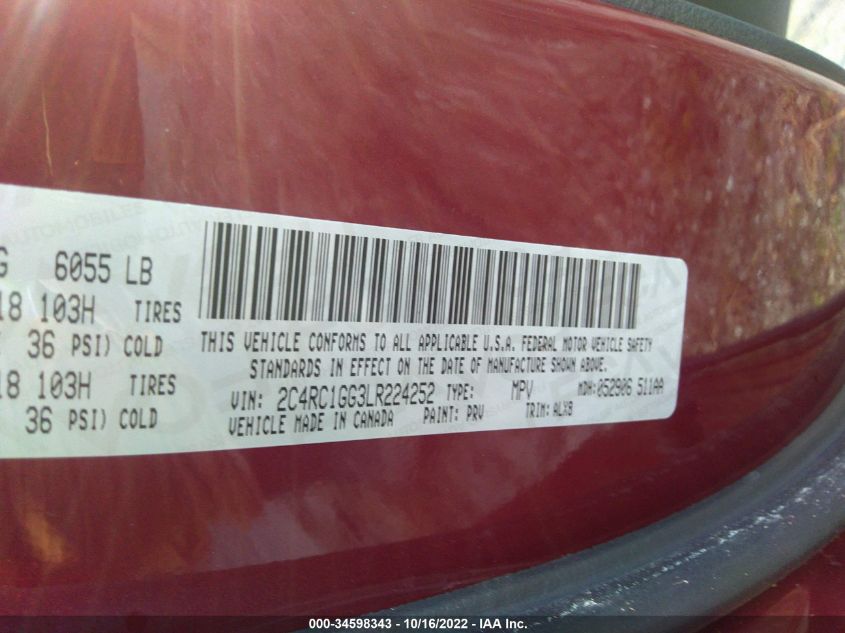 AUTOMOBILES
G 6055 LB
18 103H TIRES
36 PSI) COLD
18 103H TIRES
36 PSI) COLD
THIS VEHICLE CONFORMS TO ALL APPLICABLE U.S.A. FEDERAL MOTOR VEHICLE SAFETY
STANDARDS IN EFFECT ON THE DATE OF MANUFACTURE SHOWN ABOVE.
VIN: 2C4RC1GG3LR224252 TYPE: MPV MDH:052906 511AA
VEHICLE MADE IN CANADA PAINT: PRV TRIM:ALX8
000-34598343 - 10/16/2022 - IAA Inc.